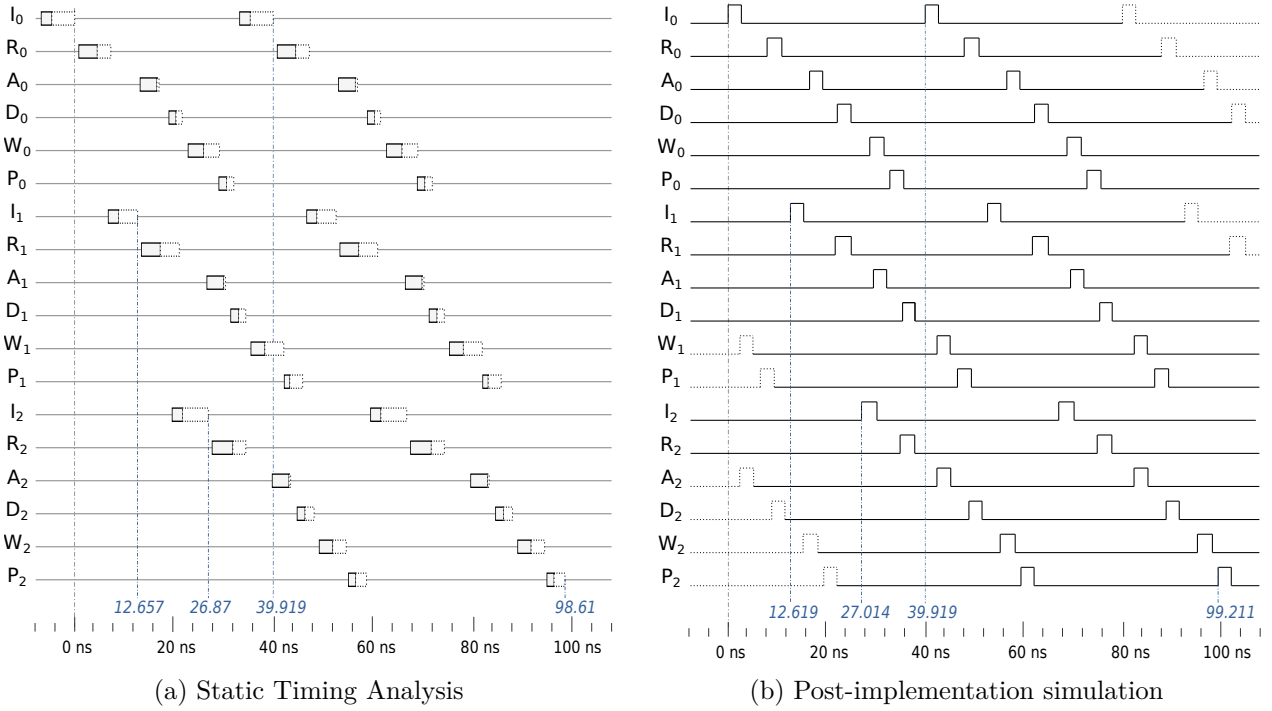 I0
R0
A0
D0
W0
P0
I1
R1
A1
D1
W1
P1
I2
R2
A2
D2
W2
P2
12.657 26.87 39.919 98.61
0 ns 20 ns 40 ns 60 ns 80 ns 100 ns
(a) Static Timing Analysis
I0
R0
A0
D0
W0
P0
I1
R1
A1
D1
W1
P1
I2
R2
A2
D2
W2
P2
12.619 27.014 39.919 99.211
0 ns 20 ns 40 ns 60 ns 80 ns 100 ns
(b) Post-implementation simulation